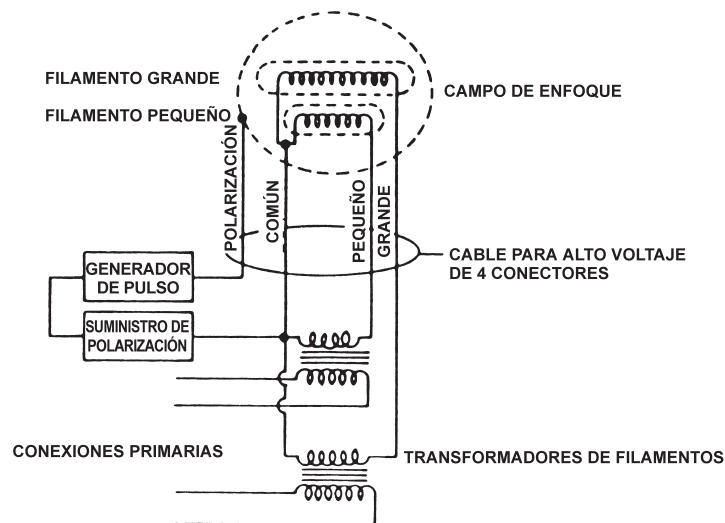 FILAMENTO GRANDE
CAMPO DE ENFOQUE
FILAMENTO PEQUEÑO
POLARIZACIÓN
COMÚN
PEQUEÑO
GRANDE
CABLE PARA ALTO VOLTAJE
DE 4 CONECTORES
GENERADOR
DE PULSO
SUMINISTRO DE
POLARIZACIÓN
CONEXIONES PRIMARIAS
TRANSFORMADORES DE FILAMENTOS